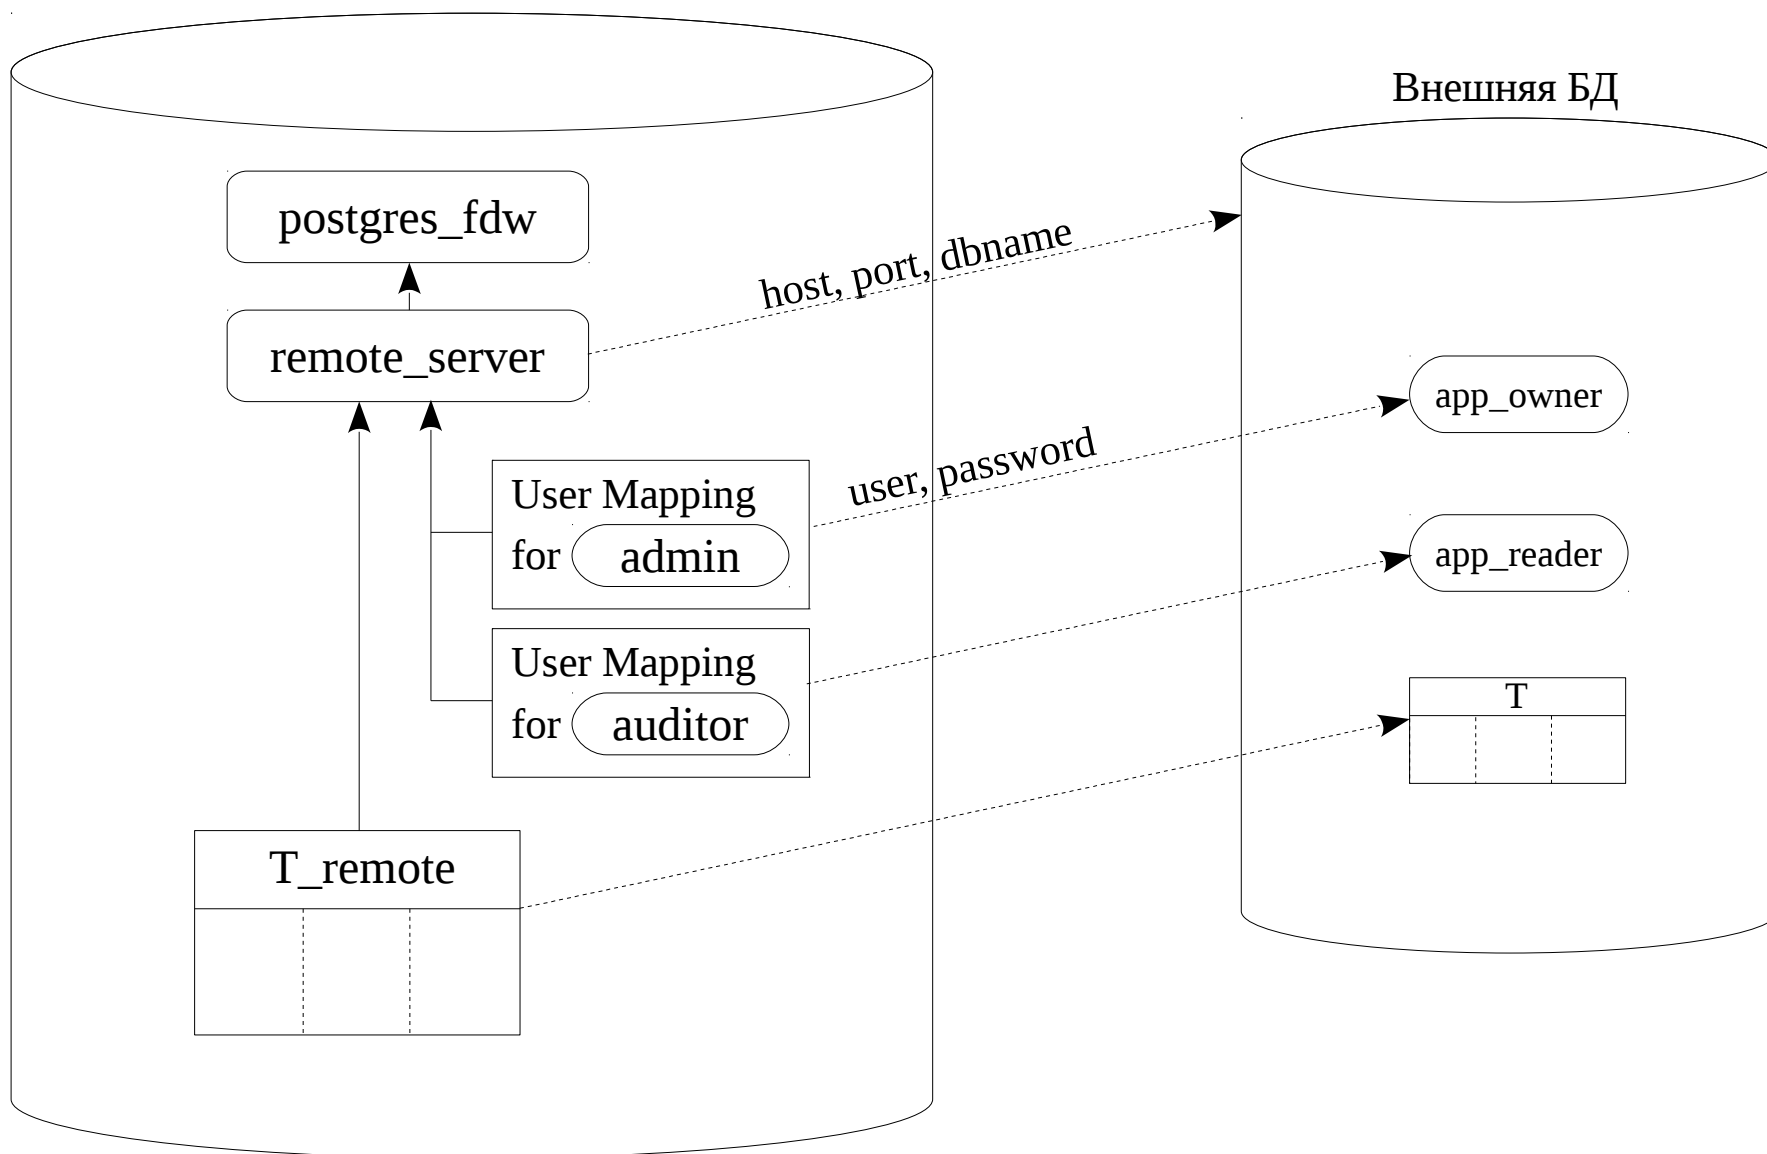 Внешняя БД
postgres_fdw
host, port, dbname
remote_server
app_owner
user, password
User Mapping
for admin
app_reader
User Mapping
for auditor
T
T_remote